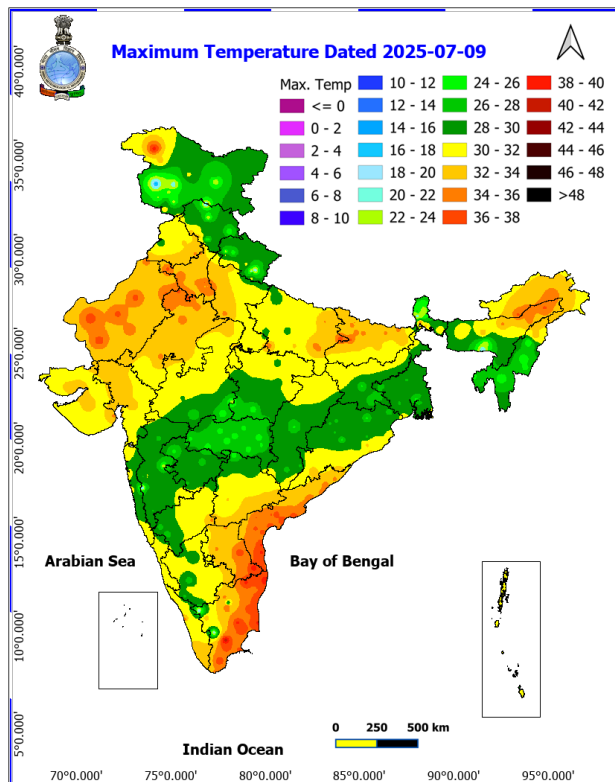 Maximum Temperature Dated 2025-07-09
Max. Temp
<= 0
0 - 2
2 - 4
4 - 6
6 - 8
8 - 10
10 - 12
12 - 14
14 - 16
16 - 18
18 - 20
20 - 22
22 - 24
24 - 26
26 - 28
28 - 30
30 - 32
32 - 34
34 - 36
36 - 38
38 - 40
40 - 42
42 - 44
44 - 46
46 - 48
>48
40°0.000'
35°0.000'
30°0.000'
25°0.000'
20°0.000'
15°0.000'
10°0.000'
5°0.000'
Arabian Sea
Bay of Bengal
Indian Ocean
0 250 500 km
70°0.000' 75°0.000' 80°0.000' 85°0.000' 90°0.000' 95°0.000'